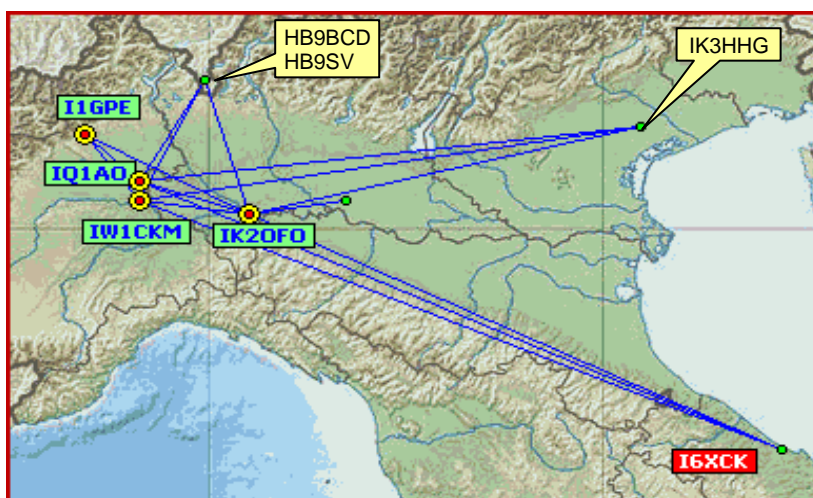 HB9BCD
HB9SV
IK3HHG
I1GPE
IQ1AO
IW1CKM
IK2OFO
I6XCK